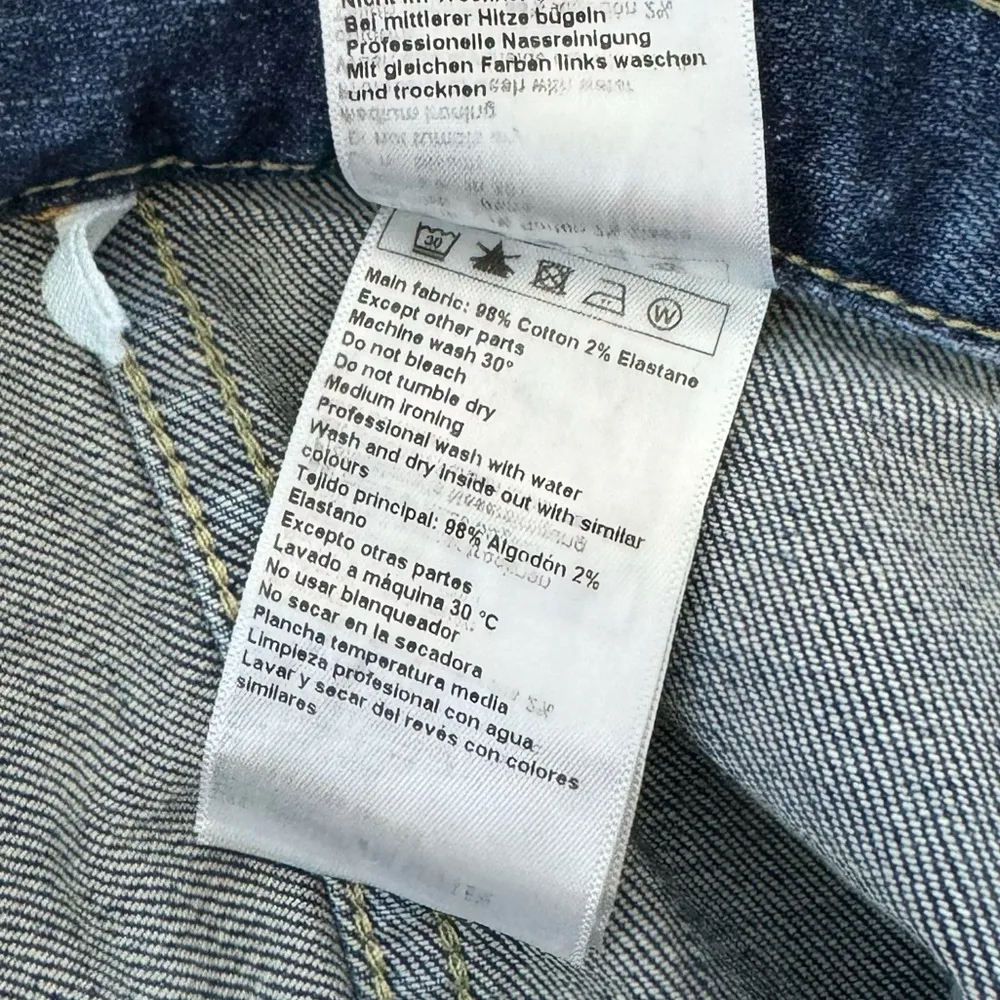 Bei mittlerer Hitze bügeln
Professionelle Nassreinigung
Mit gleichen Farben links waschen
und trocknen
30
W
Main fabric: 98% Cotton 2% Elastane
Except other parts
Machine wash 30°
Do not bleach
Do not tumble dry
Medium ironing
Professional wash with water
Wash and dry inside out with similar
colours
Tejido principal: 98% Algodón 2%
Elastano
Excepto otras partes
Lavado a máquina 30 °C
No usar blanqueador
No secar en la secadora
Plancha temperatura media
Limpieza profesional con agua
Lavar y secar del revés con colores
similares